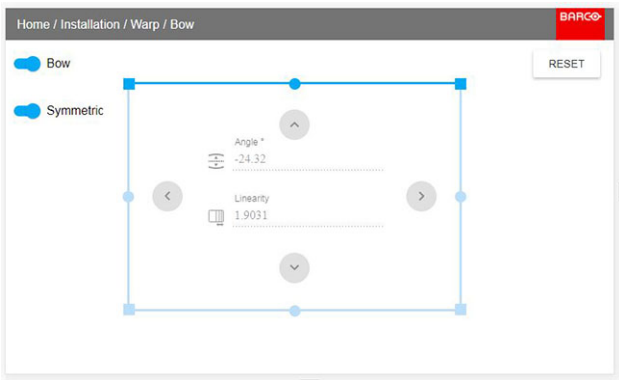 Home / Installation / Warp / Bow
BARCO
Bow
RESET
Symmetric
Angle *
-24.32
Linearity
1.9031